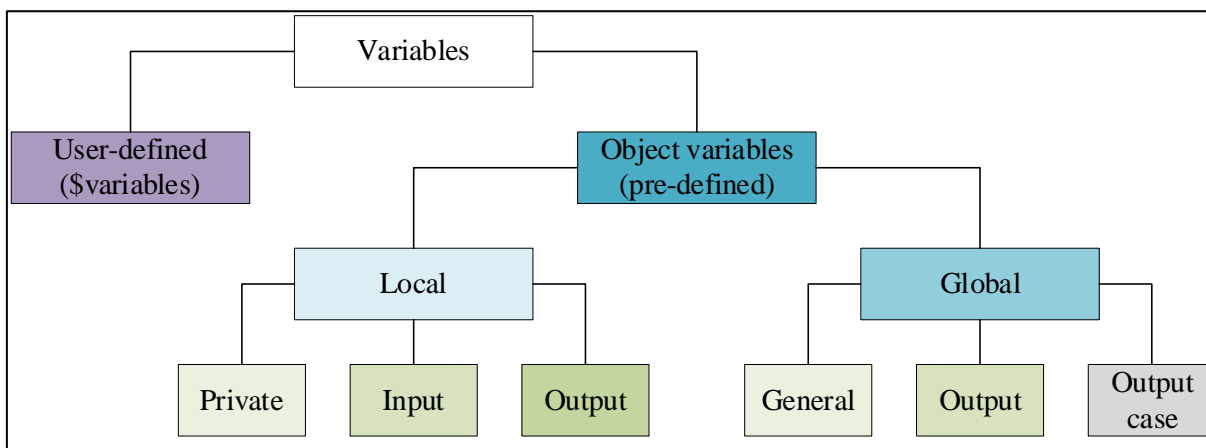 Variables
User-defined
($variables)
Object variables
(pre-defined)
Local
Global
Private
Input
Output
General
Output
Output
case